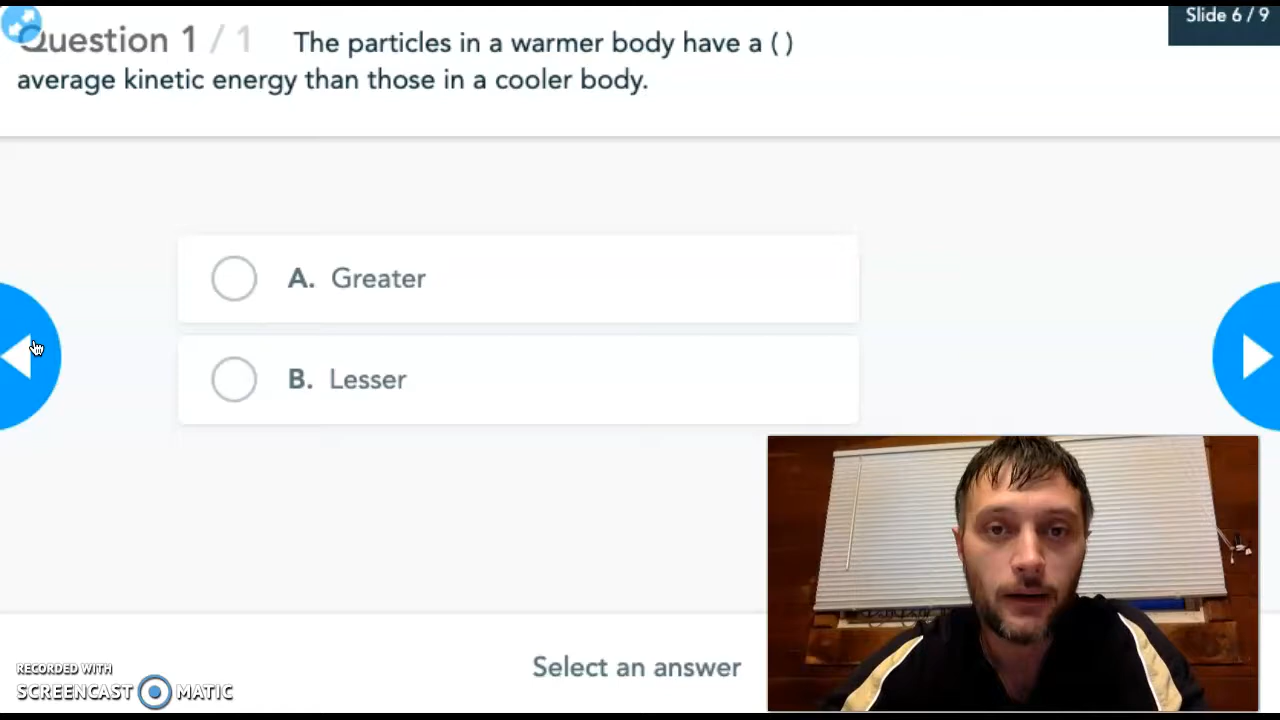 Question 1 / 1 The particles in a warmer body have a ( )
average kinetic energy than those in a cooler body.
Slide 6 / 9
A. Greater
B. Lesser
Select an answer
RECORDED WITH
SCREENCAST MATIC